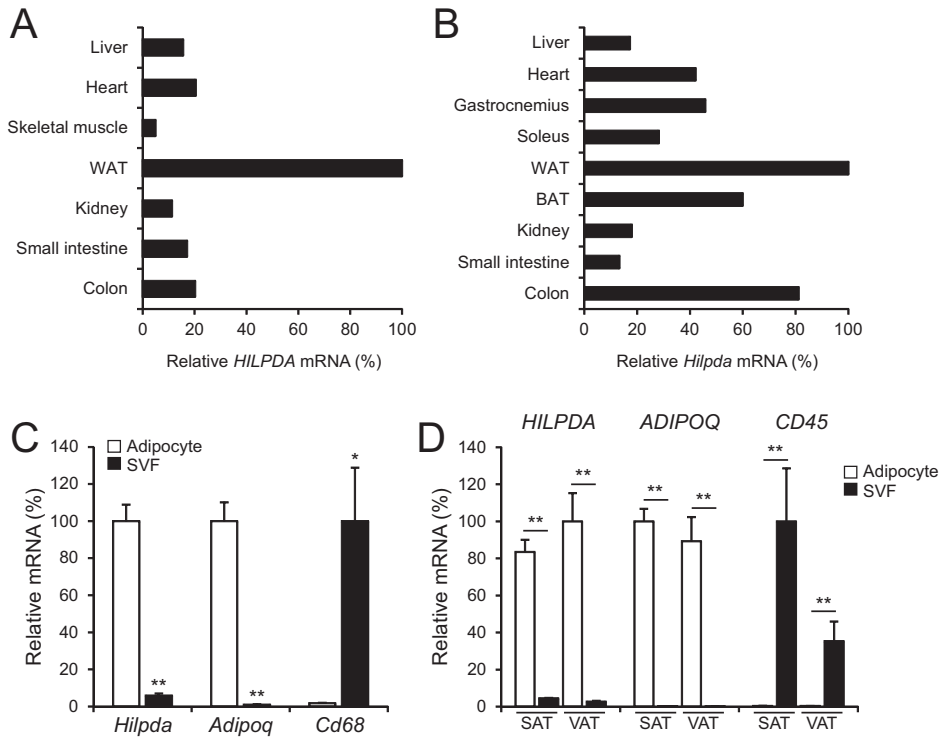 A
Liver
Heart
Skeletal muscle
WAT
Kidney
Small intestine
Colon
0 20 40 60 80 100
Relative HILPDA mRNA (%)
B
Liver
Heart
Gastrocnemius
Soleus
WAT
BAT
Kidney
Small intestine
Colon
0 20 40 60 80 100
Relative Hilpda mRNA (%)
C
Relative mRNA (%)
140
120
100
80
60
40
20
0
Adipocyte
SVF
** ** *
Hilpda Adipoq Cd68
D
HILPDA ADIPOQ CD45
Relative mRNA (%)
140
120
100
80
60
40
20
0
Adipocyte
SVF
** ** ** ** ** **
SAT VAT SAT VAT SAT VAT